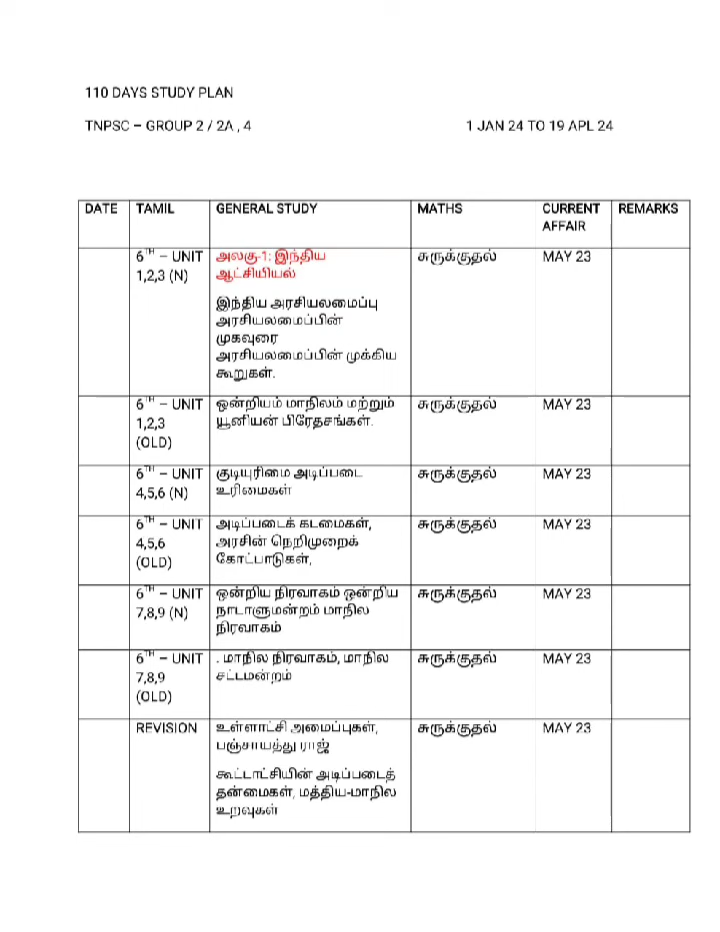 110 DAYS STUDY PLAN
TNPSC – GROUP 2 / 2A , 4 1 JAN 24 TO 19 APL 24
DATE TAMIL GENERAL STUDY MATHS CURRENT AFFAIR REMARKS
6TH – UNIT
1,2,3 (N)
அலகு-1: இந்திய
ஆட்சியியல்
இந்திய அரசியலமைப்பு
அரசியலமைப்பின்
முகவுரை
அரசியலமைப்பின் முக்கிய
கூறுகள்.
சுருக்குதல்
MAY 23
6TH – UNIT
1,2,3
(OLD)
ஒன்றியம் மாநிலம் மற்றும்
யூனியன் பிரேதசங்கள்.
சுருக்குதல்
MAY 23
6TH – UNIT
4,5,6 (N)
குடியுரிமை அடிப்படை
உரிமைகள்
சுருக்குதல்
MAY 23
6TH – UNIT
4,5,6
(OLD)
அடிப்படைக் கடமைகள்,
அரசின் நெறிமுறைக்
கோட்பாடுகள்,
சுருக்குதல்
MAY 23
6TH – UNIT
7,8,9 (N)
ஒன்றிய நிரவாகம் ஒன்றிய
நாடாளுமன்றம் மாநில
நிரவாகம்
சுருக்குதல்
MAY 23
6TH – UNIT
7,8,9
(OLD)
. மாநில நிரவாகம், மாநில
சட்டமன்றம்
சுருக்குதல்
MAY 23
REVISION
உள்ளாட்சி அமைப்புகள்,
பஞ்சாயத்து ராஜ்
கூட்டாட்சியின் அடிப்படைத்
தன்மைகள், மத்திய-மாநில
உறவுகள்
சுருக்குதல்
MAY 23